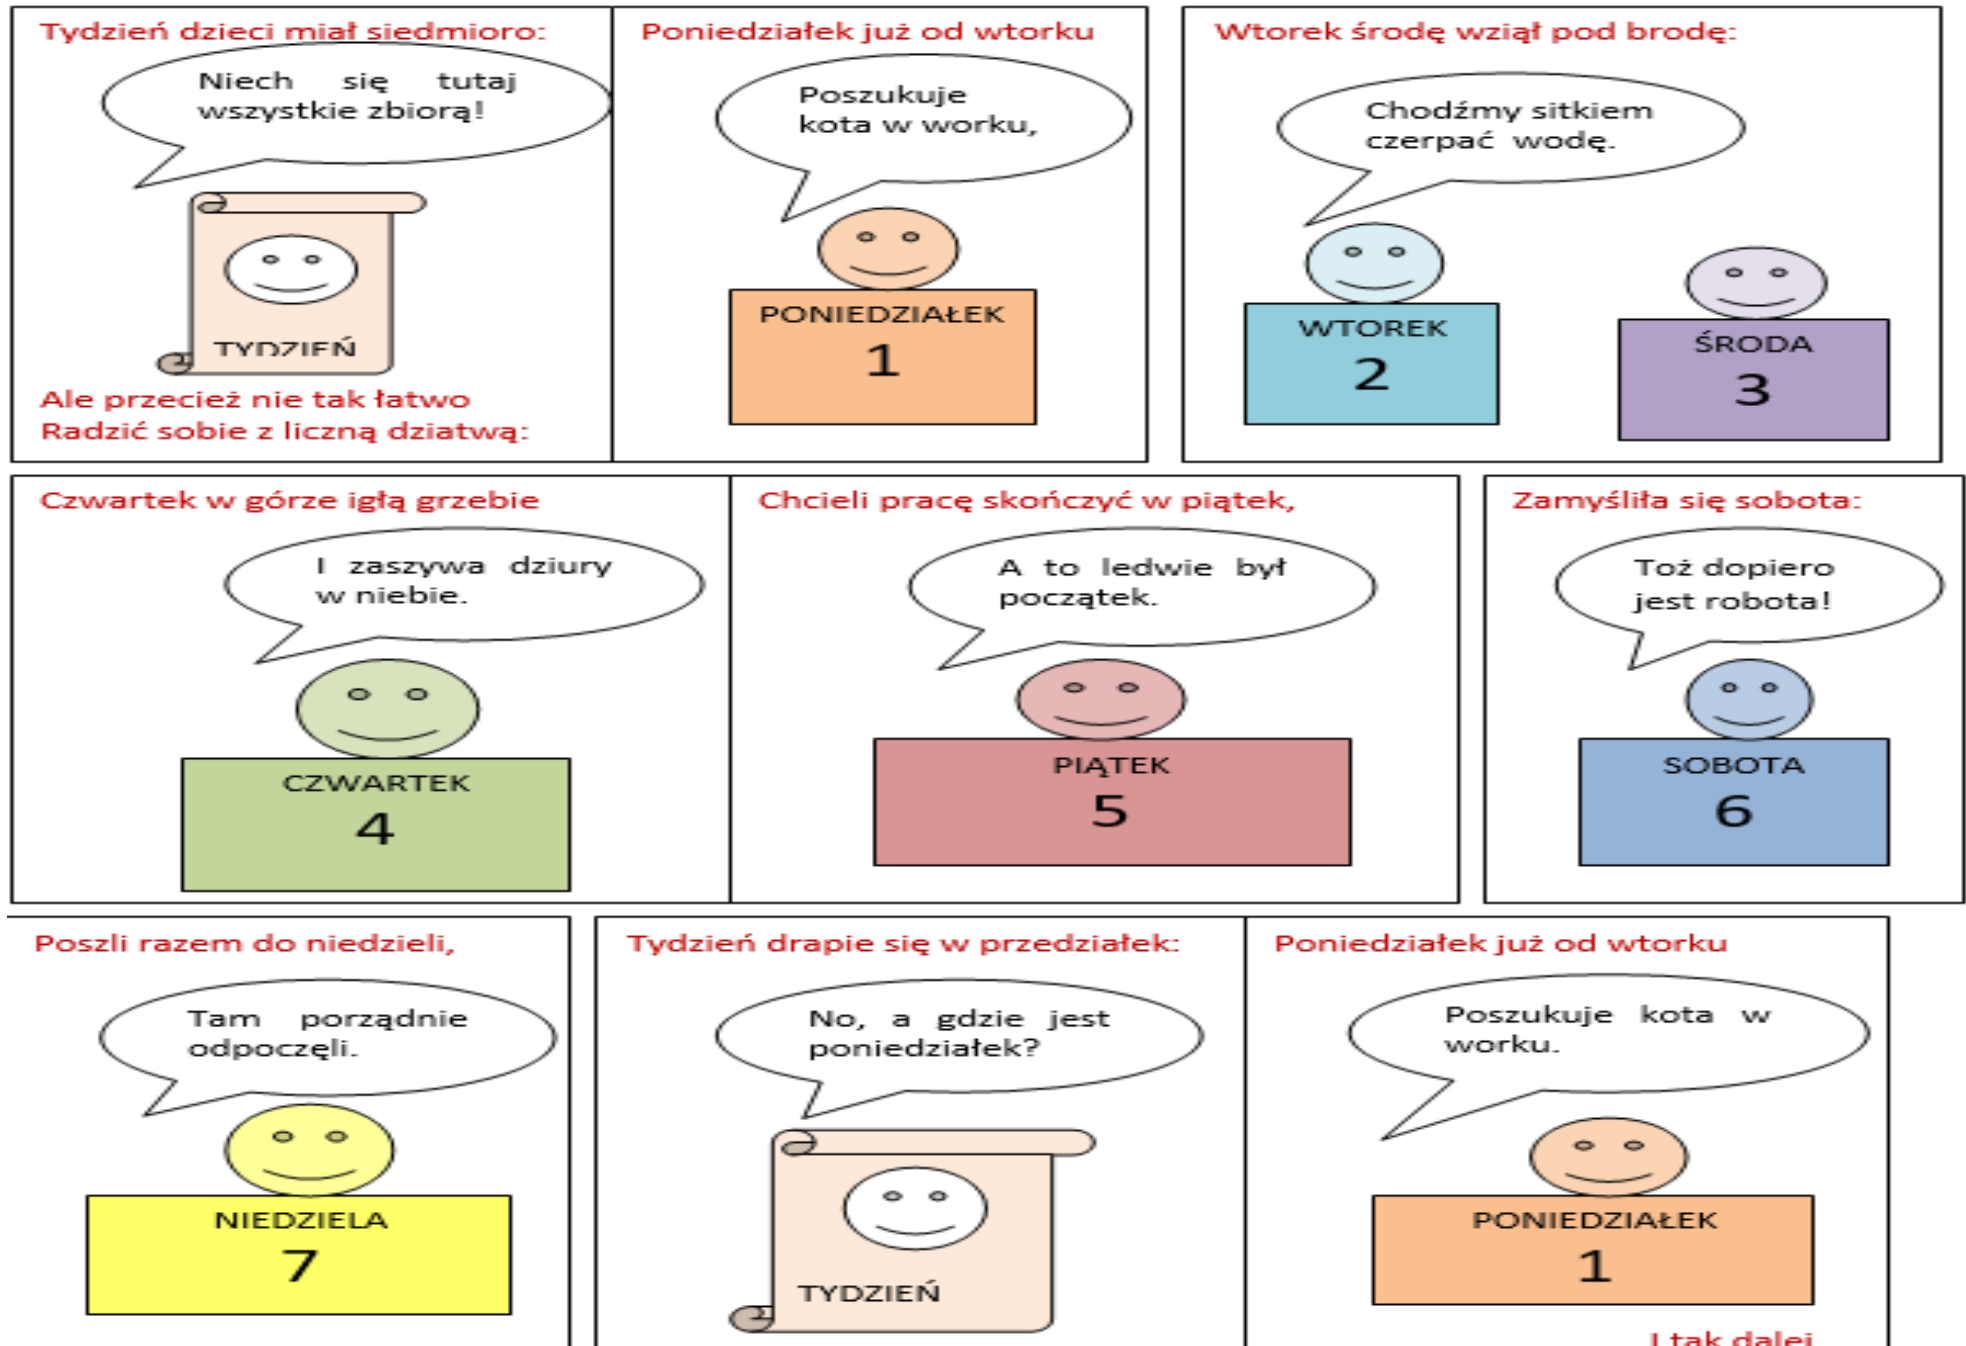 Tydzień dzieci miał siedmioro:
Niech się tutaj
wszystkie zbiorą!
TYDZIEŃ
Ale przecież nie tak łatwo
Radzić sobie z liczną dziatwą:
Poniedziałek już od wtorku
Poszukuje
kota w worku,
PONIEDZIAŁEK
1
Wtorek środę wziął pod brodę:
Chodźmy sitkiem
czerpać wodę.
WTOREK
2
ŚRODA
3
Czwartek w górze igłą grzebie
I zaszywa dziury
w niebie.
CZWARTEK
4
Chcieli pracę skończyć w piątek,
A to ledwie był
początek.
PIĄTEK
5
Zamyśliła się sobota:
Toż dopiero
jest robota!
SOBOTA
6
Poszli razem do niedzieli,
Tam porządnie
odpoczęli.
NIEDZIELA
7
Tydzień drapie się w przedziałek:
No, a gdzie jest
poniedziałek?
TYDZIEŃ
Poniedziałek już od wtorku
Poszukuje kota w
worku.
PONIEDZIAŁEK
1
I tak dalej